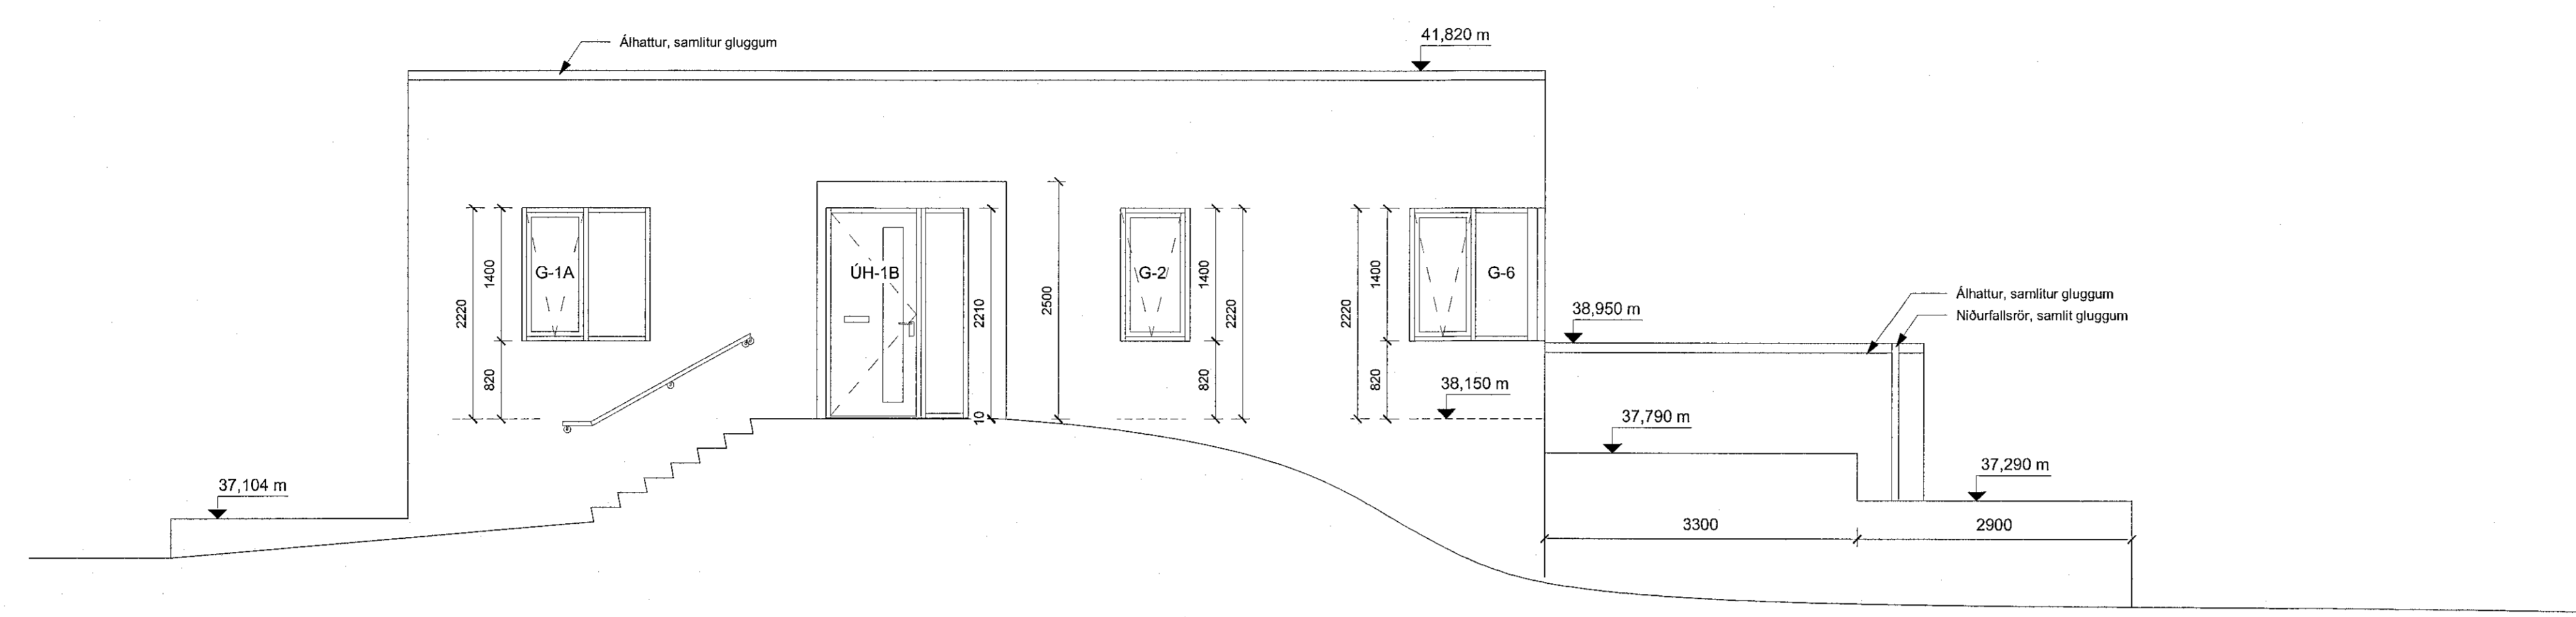 Álhattur, samlitur gluggum
41,820 m
G-1A
ÚH-1B
G-2
G-6
1400
2220
820
2210
10
2500
1400
2220
820
1400
2220
820
38,950 m
38,150 m
37,790 m
Álhattur, samlitur gluggum
Niðurfallsrör, samlit gluggum
37,104 m
37,290 m
3300
2900